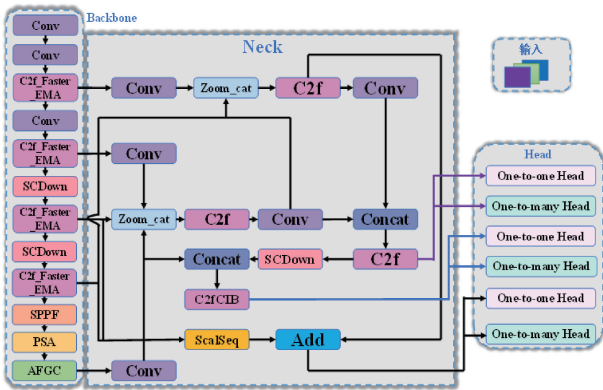 Backbone
Conv
Conv
C2f_Faster
_EMA
Conv
C2f_Faster
_EMA
SCDown
C2f_Faster
_EMA
SCDown
C2f_Faster
_EMA
SPPF
PSA
AFGC
Neck
Conv
Zoom_cat
C2f
Conv
Conv
Zoom_cat
C2f
Conv
Concat
Concat
SCDown
C2f
C2fCIB
ScalSeq
Add
Conv
输入
Head
One-to-one Head
One-to-many Head
One-to-one Head
One-to-many Head
One-to-one Head
One-to-many Head